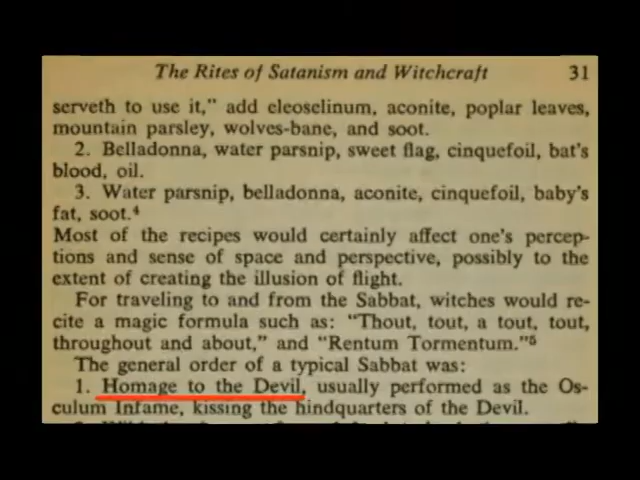 The Rites of Satanism and Witchcraft 31
serveth to use it," add eleoselinum, aconite, poplar leaves,
mountain parsley, wolves-bane, and soot.
2. Belladonna, water parsnip, sweet flag, cinquefoil, bat's
blood, oil.
3. Water parsnip, belladonna, aconite, cinquefoil, baby's
fat, soot.⁴
Most of the recipes would certainly affect one's percep-
tions and sense of space and perspective, possibly to the
extent of creating the illusion of flight.
For traveling to and from the Sabbat, witches would re-
cite a magic formula such as: "Thout, tout, a tout, tout,
throughout and about," and "Rentum Tormentum."⁵
The general order of a typical Sabbat was:
1. Homage to the Devil, usually performed as the Os-
culum Infame, kissing the hindquarters of the Devil.